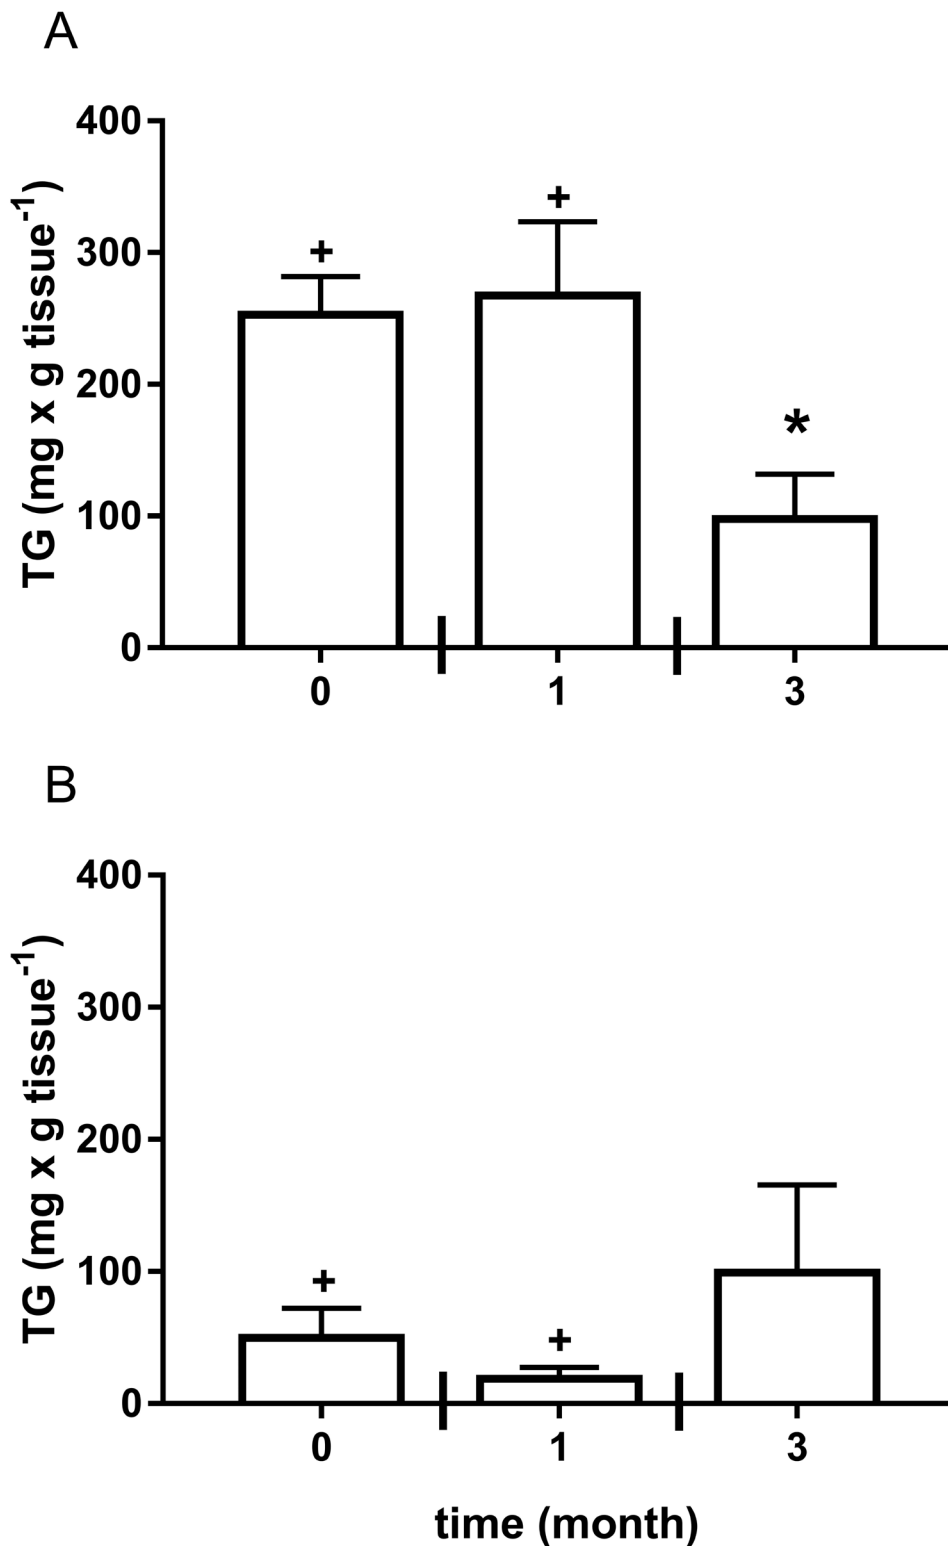 A
TG (mg x g tissue⁻¹)
400
300
200
100
0
+
+
*
0 1 3
B
TG (mg x g tissue⁻¹)
400
300
200
100
0
+
+
0 1 3
time (month)